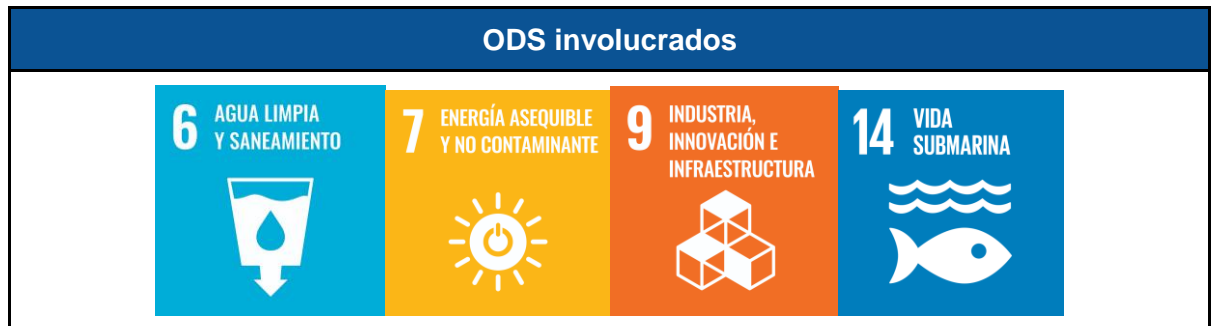 ODS involucrados
6 AGUA LIMPIA
Y SANEAMIENTO
7 ENERGÍA ASEQUIBLE
Y NO CONTAMINANTE
9 INDUSTRIA,
INNOVACIÓN E
INFRAESTRUCTURA
14 VIDA
SUBMARINA